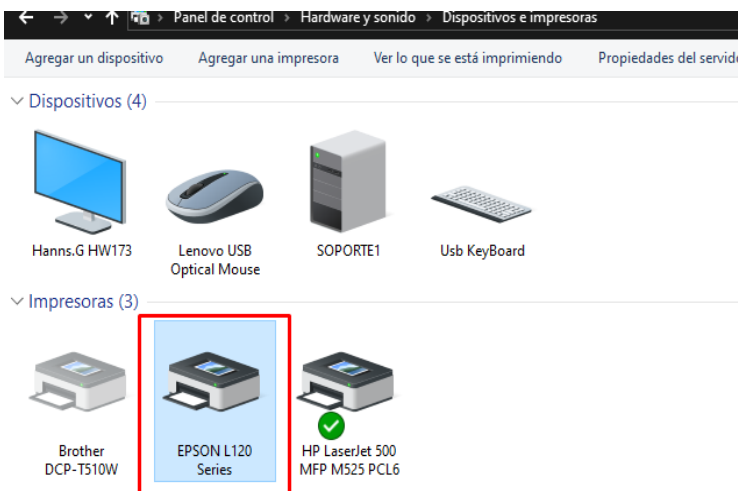 Panel de control > Hardware y sonido > Dispositivos e impresoras
Agregar un dispositivo Agregar una impresora Ver lo que se está imprimiendo Propiedades del servid
Dispositivos (4)
Hanns.G HW173 Lenovo USB SOPORTE1 Usb KeyBoard
Optical Mouse
Impresoras (3)
Brother EPSON L120 HP LaserJet 500
DCP-T510W Series MFP M525 PCL6